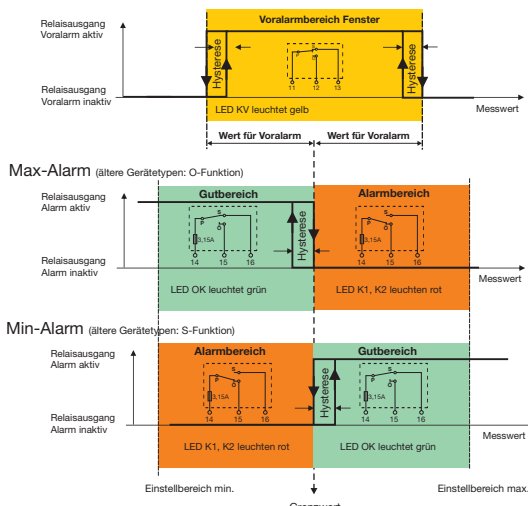 Voralarmbereich Fenster
Relaisausgang
Voralarm aktiv
Hysterese
Hysterese
11 12 13
Relaisausgang
Voralarm inaktiv
Messwert
LED KV leuchtet gelb
Wert für Voralarm
Wert für Voralarm
Max-Alarm (ältere Gerätetypen: O-Funktion)
Gutbereich
Alarmbereich
Relaisausgang
Alarm aktiv
S
P
Ö
3,15A
14 15 16
Hysterese
S
P
Ö
3,15A
14 15 16
Relaisausgang
Alarm inaktiv
Messwert
LED OK leuchtet grün
LED K1, K2 leuchten rot
Min-Alarm (ältere Gerätetypen: S-Funktion)
Alarmbereich
Gutbereich
Relaisausgang
Alarm aktiv
S
P
Ö
3,15A
14 15 16
Hysterese
S
P
Ö
3,15A
14 15 16
Relaisausgang
Alarm inaktiv
Messwert
LED K1, K2 leuchten rot
LED OK leuchtet grün
Einstellbereich min.
Einstellbereich max.
Grenzwert